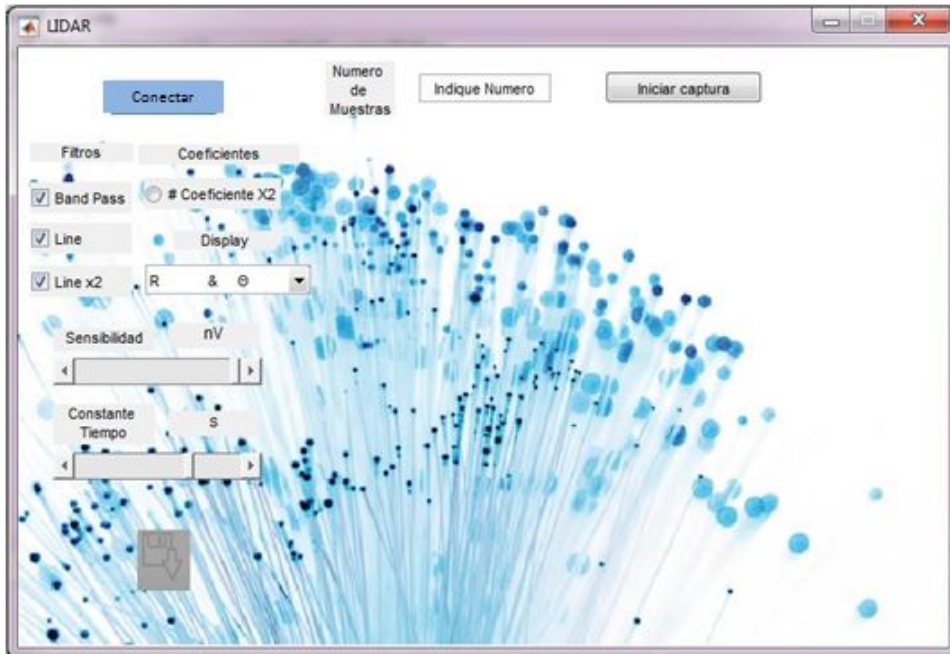 LIDAR
Conectar
Numero
de
Muestras
Indique Numero
Iniciar captura
Filtros
Coeficientes
Band Pass
# Coeficiente X2
Line
Display
Line x2
R & Θ
Sensibilidad
nV
Constante
Tiempo
s